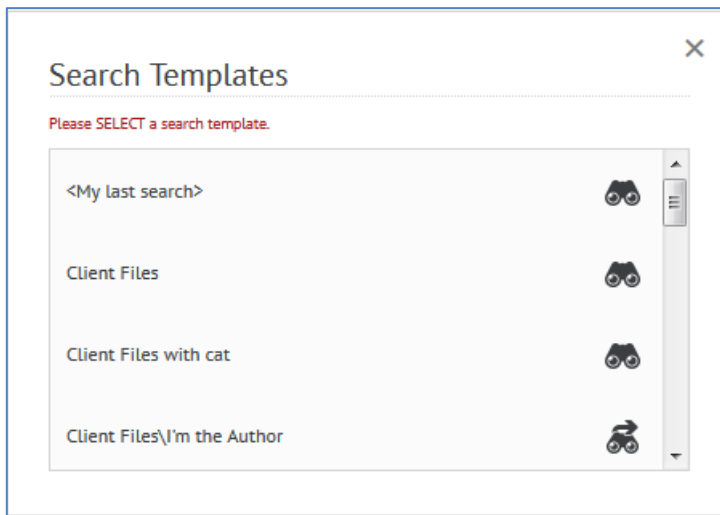 Search Templates
Please SELECT a search template.
<My last search>
Client Files
Client Files with cat
Client Files\I'm the Author